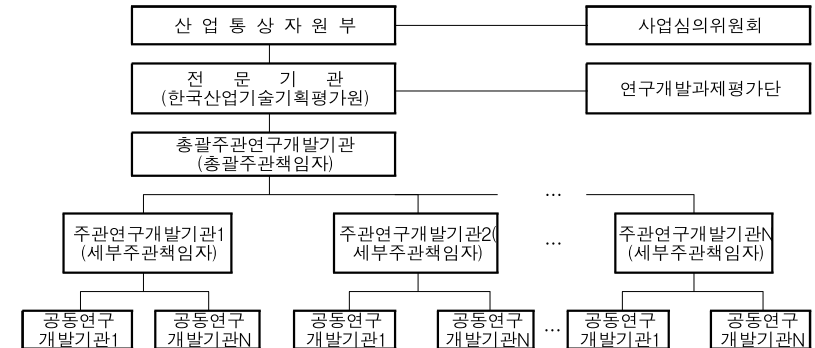 산 업 통 상 자 원 부
사업심의위원회
전 문 기 관
(한국산업기술기획평가원)
연구개발과제평가단
총괄주관연구개발기관
(총괄주관책임자)
...
주관연구개발기관1
(세부주관책임자)
주관연구개발기관2(
세부주관책임자)
...
주관연구개발기관N
(세부주관책임자)
공동연구
개발기관1
공동연구
개발기관N
공동연구
개발기관1
공동연구
개발기관N
...
공동연구
개발기관1
공동연구
개발기관N